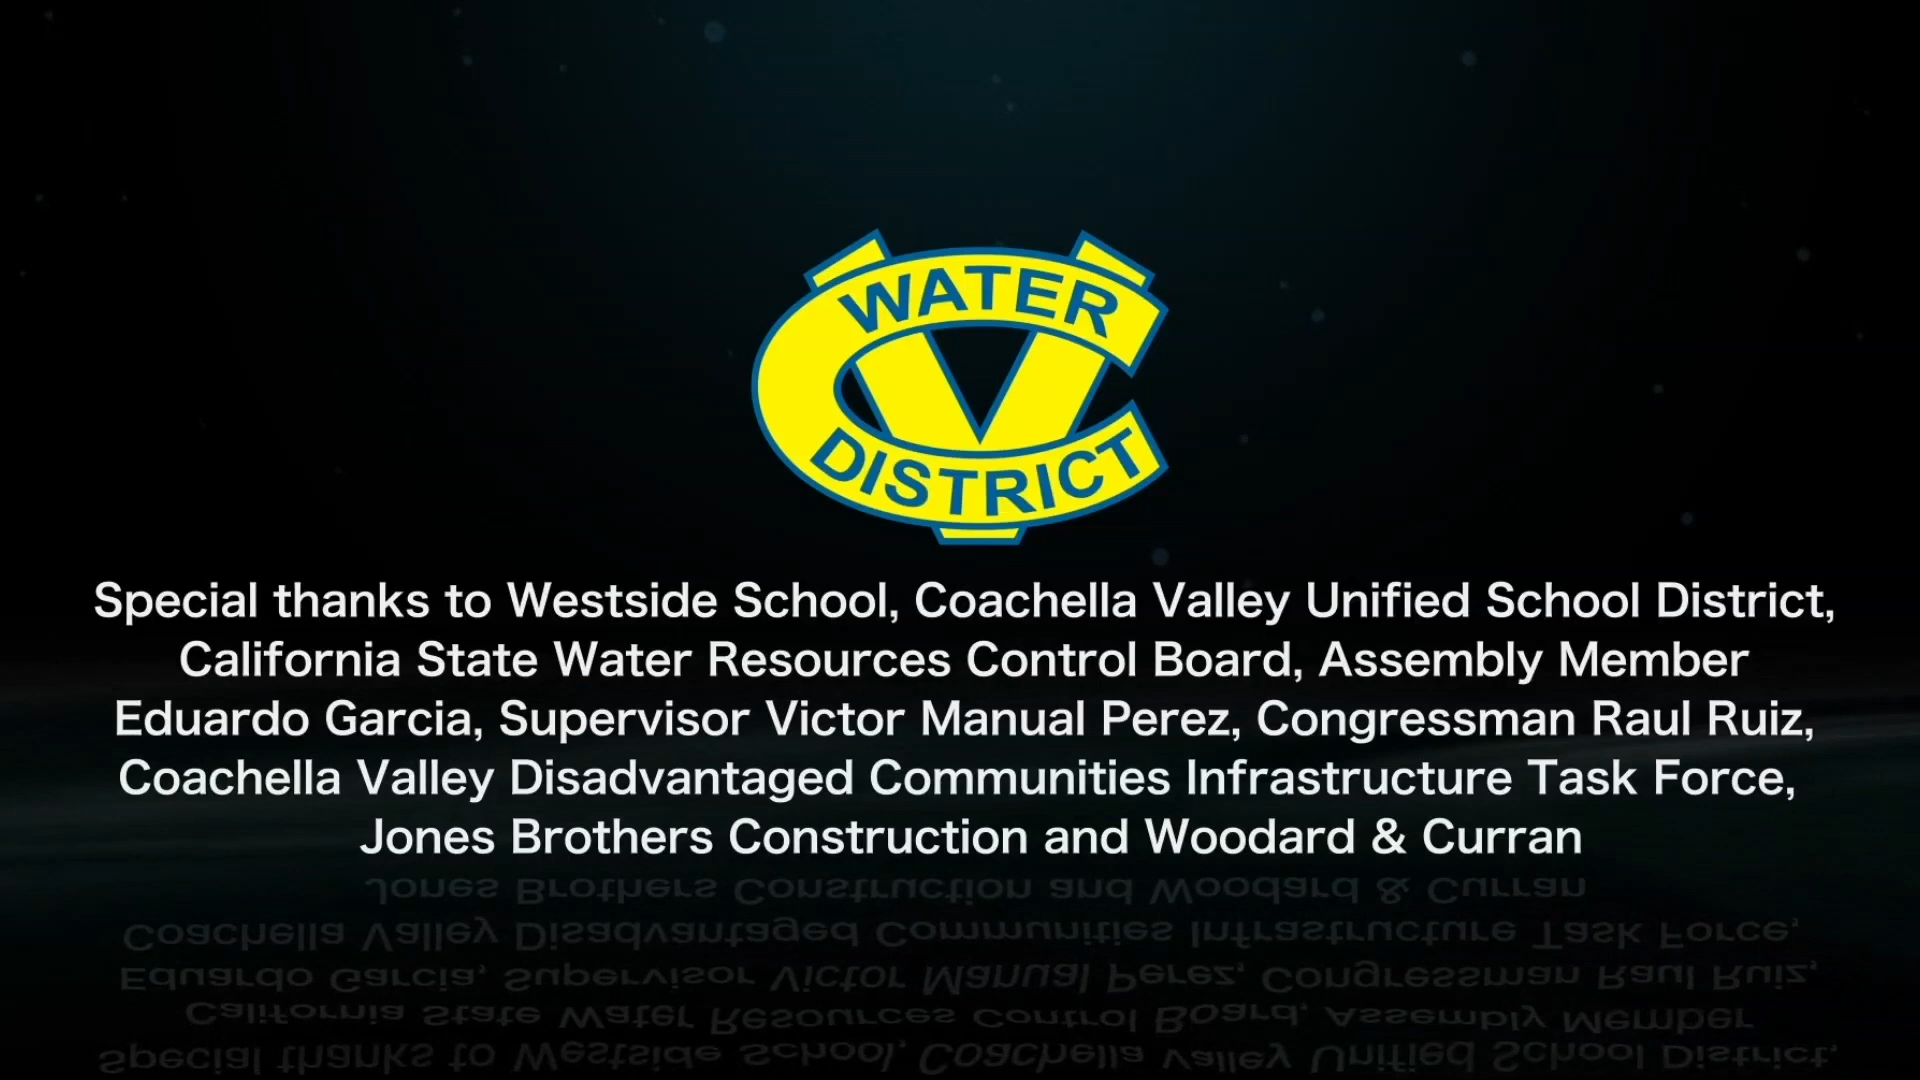 WATER
CV
DISTRICT
Special thanks to Westside School, Coachella Valley Unified School District,
California State Water Resources Control Board, Assembly Member
Eduardo Garcia, Supervisor Victor Manual Perez, Congressman Raul Ruiz,
Coachella Valley Disadvantaged Communities Infrastructure Task Force,
Jones Brothers Construction and Woodard & Curran